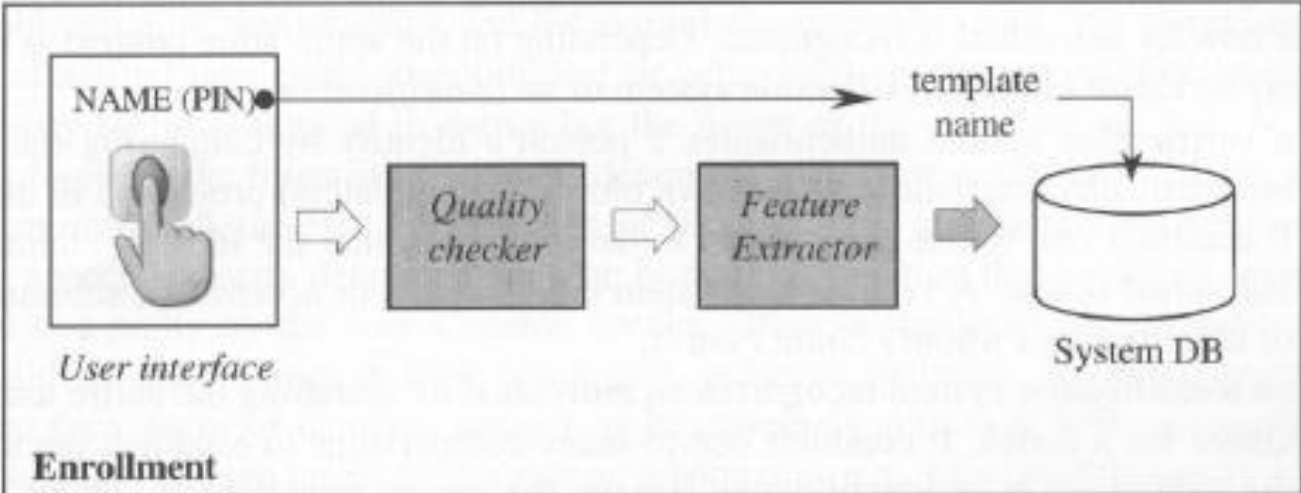 NAME (PIN)
template
name
Quality
checker
Feature
Extractor
User interface
System DB
Enrollment